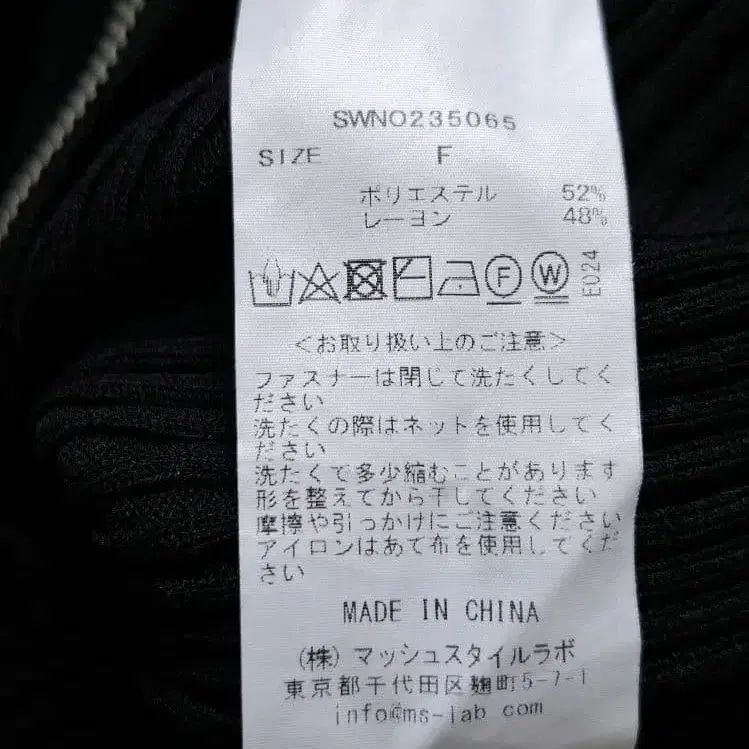 SWNO235065
SIZE F
ポリエステル 52%
レーヨン 48%
F W E024
<お取り扱い上のご注意>
ファスナーは閉じて洗たくしてく
ださい
洗たくの際はネットを使用してく
ださい
洗たくで多少縮むことがあります
形を整えてから干してください
摩擦や引っかけにご注意ください
アイロンはあて布を使用してくだ
さい
MADE IN CHINA
(株) マッシュスタイルラボ
東京都千代田区麹町5-7-1
info@ms-lab com